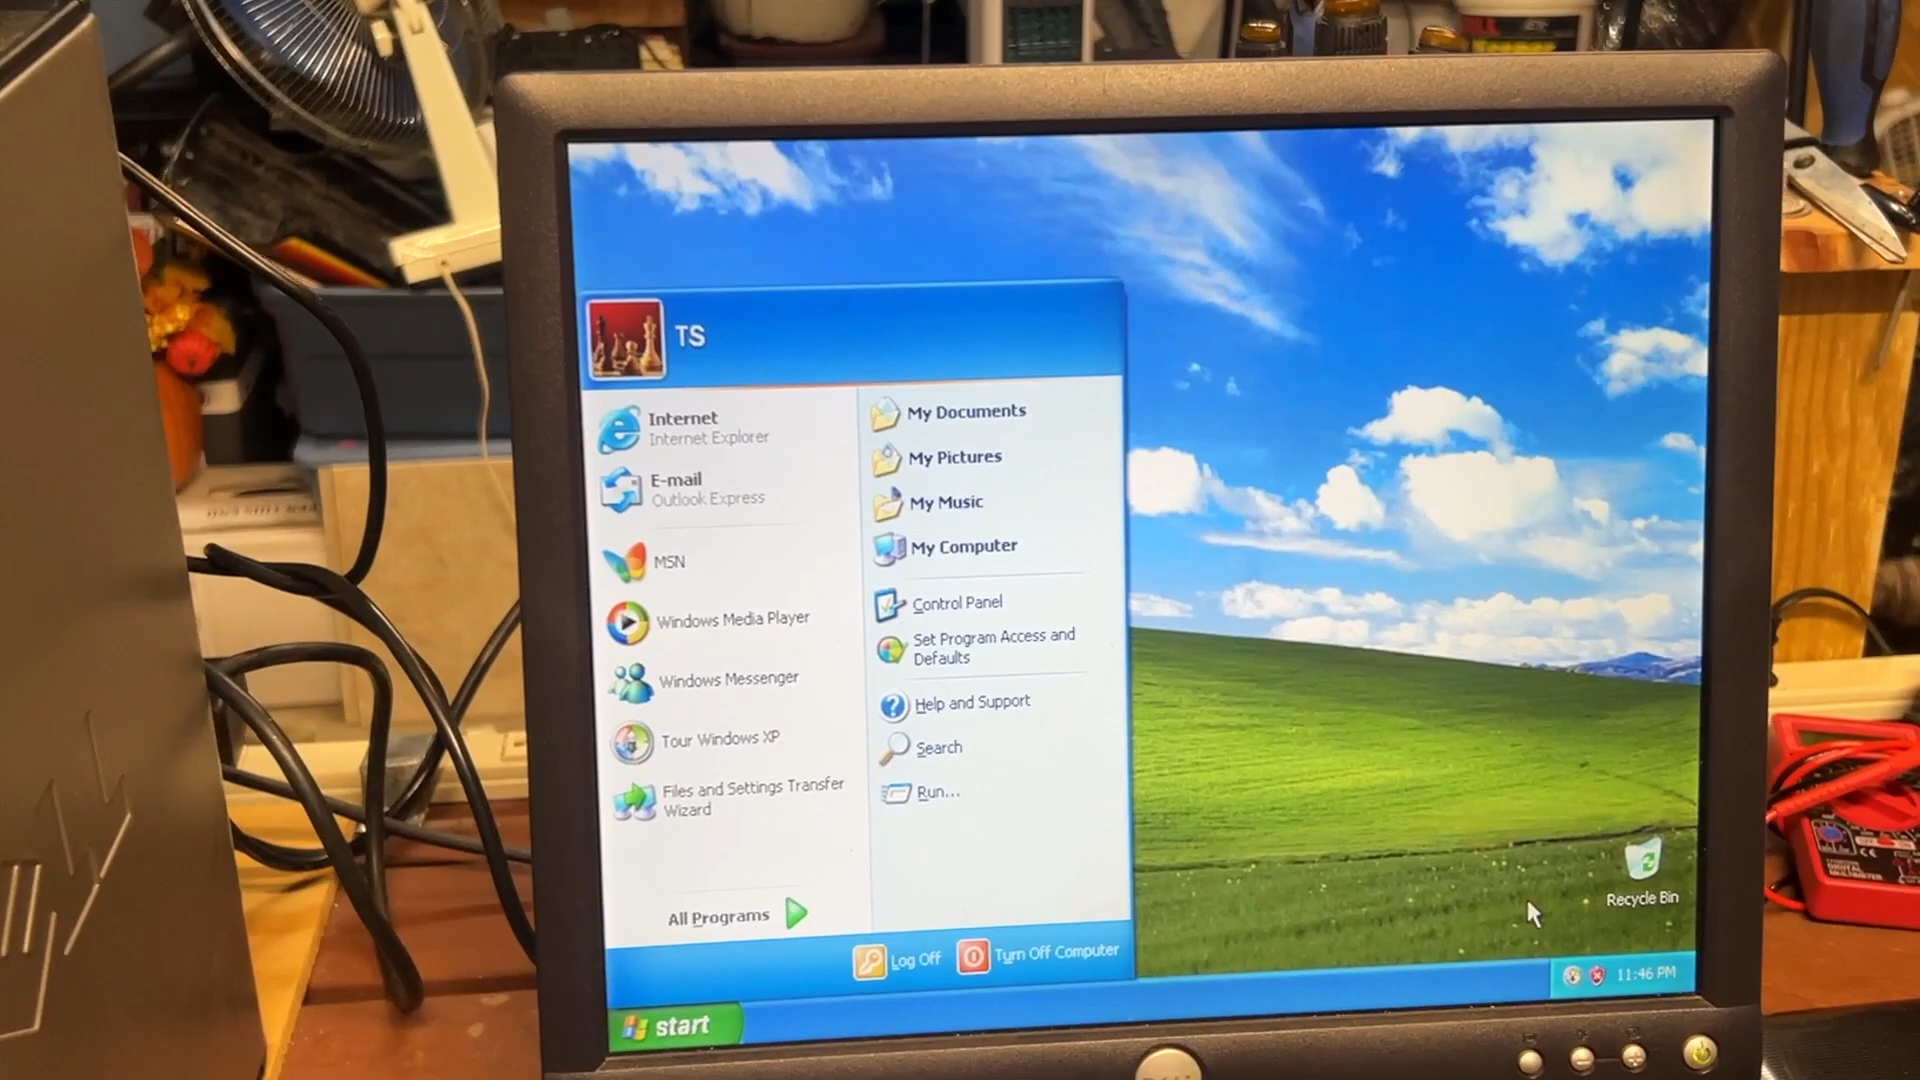 TS
Internet
Internet Explorer
E-mail
Outlook Express
MSN
Windows Media Player
Windows Messenger
Tour Windows XP
Files and Settings Transfer
Wizard
All Programs
My Documents
My Pictures
My Music
My Computer
Control Panel
Set Program Access and
Defaults
Help and Support
Search
Run...
Log Off
Turn Off Computer
Recycle Bin
start
11:46 PM
DIGITAL
MULTIMETER